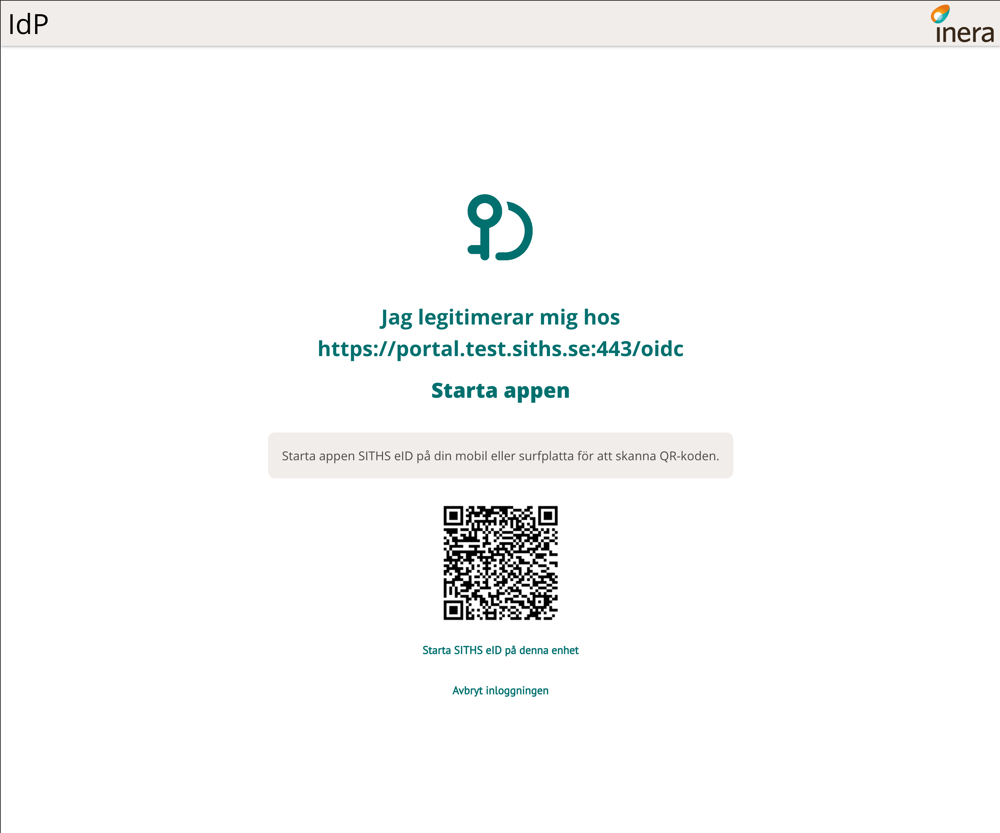 IdP
inera
Jag legitimerar mig hos
https://portal.test.siths.se:443/oidc
Starta appen
Starta appen SITHS eID på din mobil eller surfplatta för att skanna QR-koden.
Starta SITHS eID på denna enhet
Avbryt inloggningen